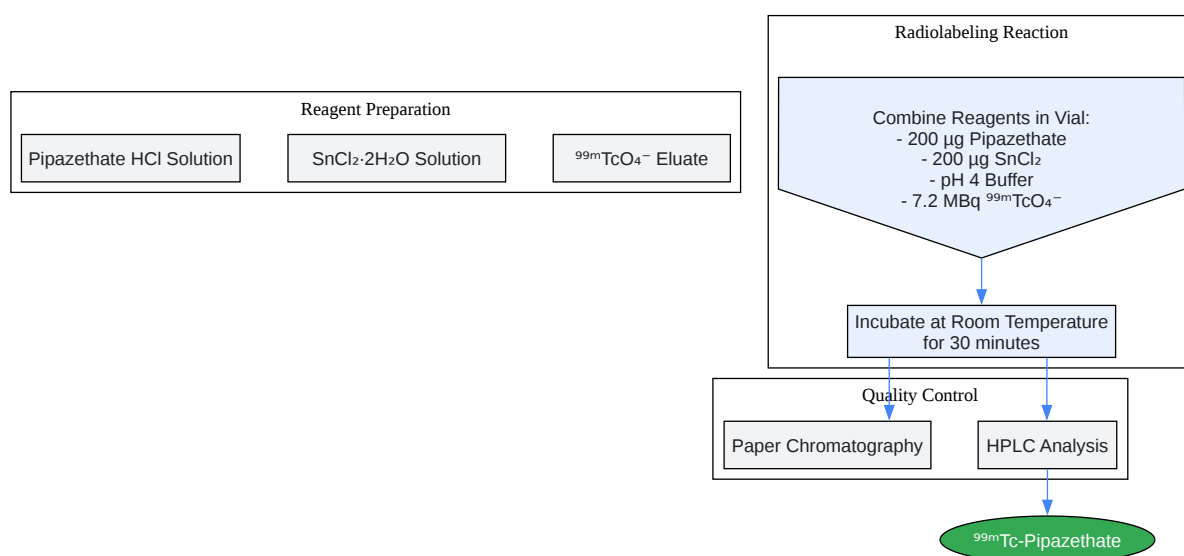 Reagent Preparation
Pipazethate HCl Solution
SnCl₂·2H₂O Solution
⁹⁹ᵐTcO₄⁻ Eluate
Radiolabeling Reaction
Combine Reagents in Vial:
- 200 µg Pipazethate
- 200 µg SnCl₂
- pH 4 Buffer
- 7.2 MBq ⁹⁹ᵐTcO₄⁻
Incubate at Room Temperature
for 30 minutes
Quality Control
Paper Chromatography
HPLC Analysis
⁹⁹ᵐTc-Pipazethate